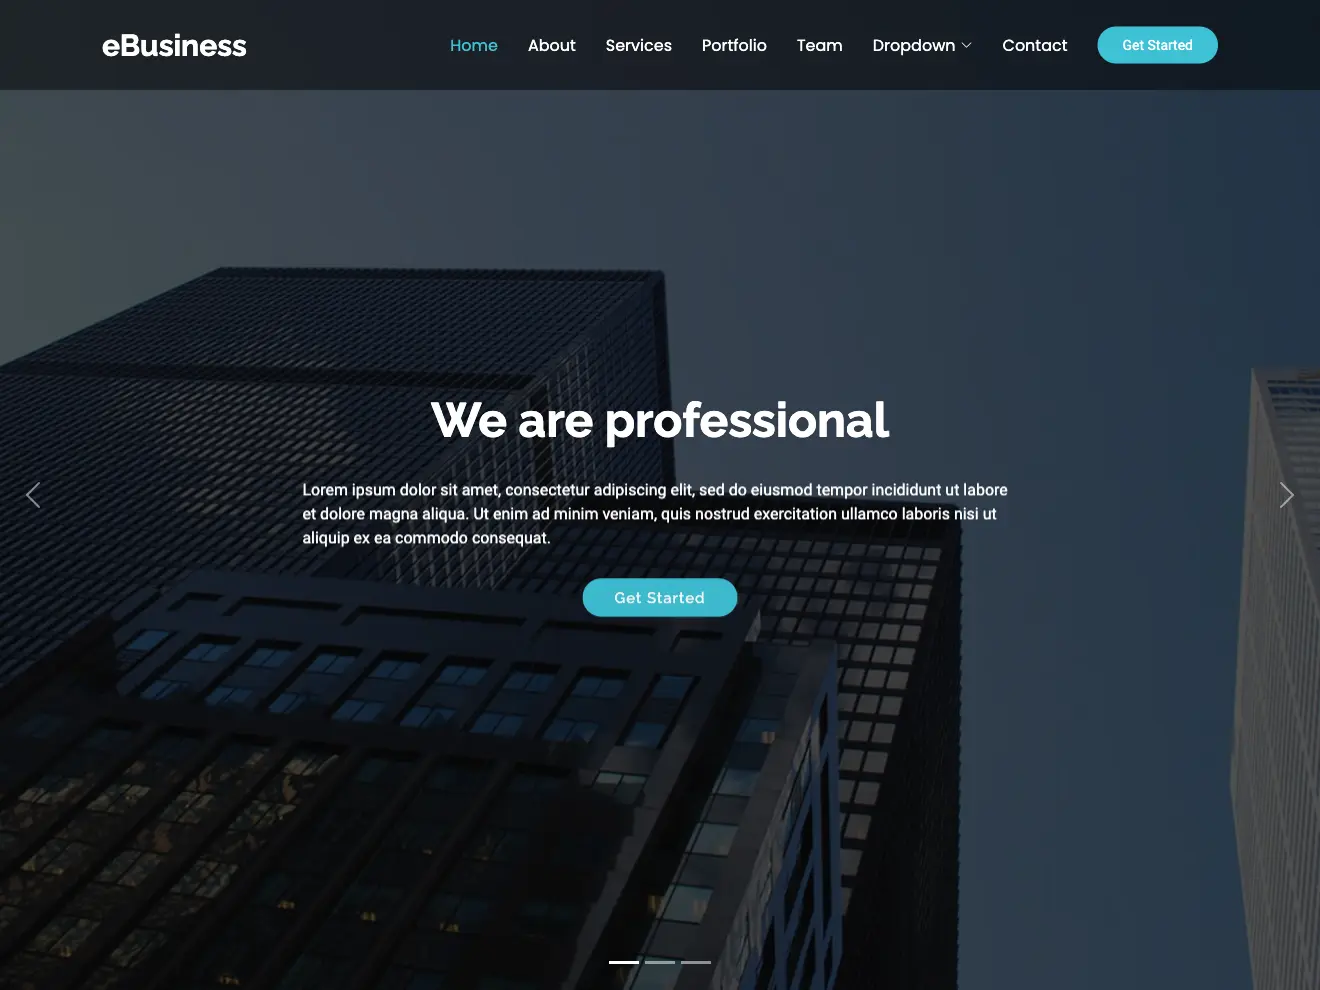 eBusiness
Home About Services Portfolio Team Dropdown Contact Get Started
We are professional
Lorem ipsum dolor sit amet, consectetur adipiscing elit, sed do eiusmod tempor incididunt ut labore
et dolore magna aliqua. Ut enim ad minim veniam, quis nostrud exercitation ullamco laboris nisi ut
aliquip ex ea commodo consequat.
Get Started